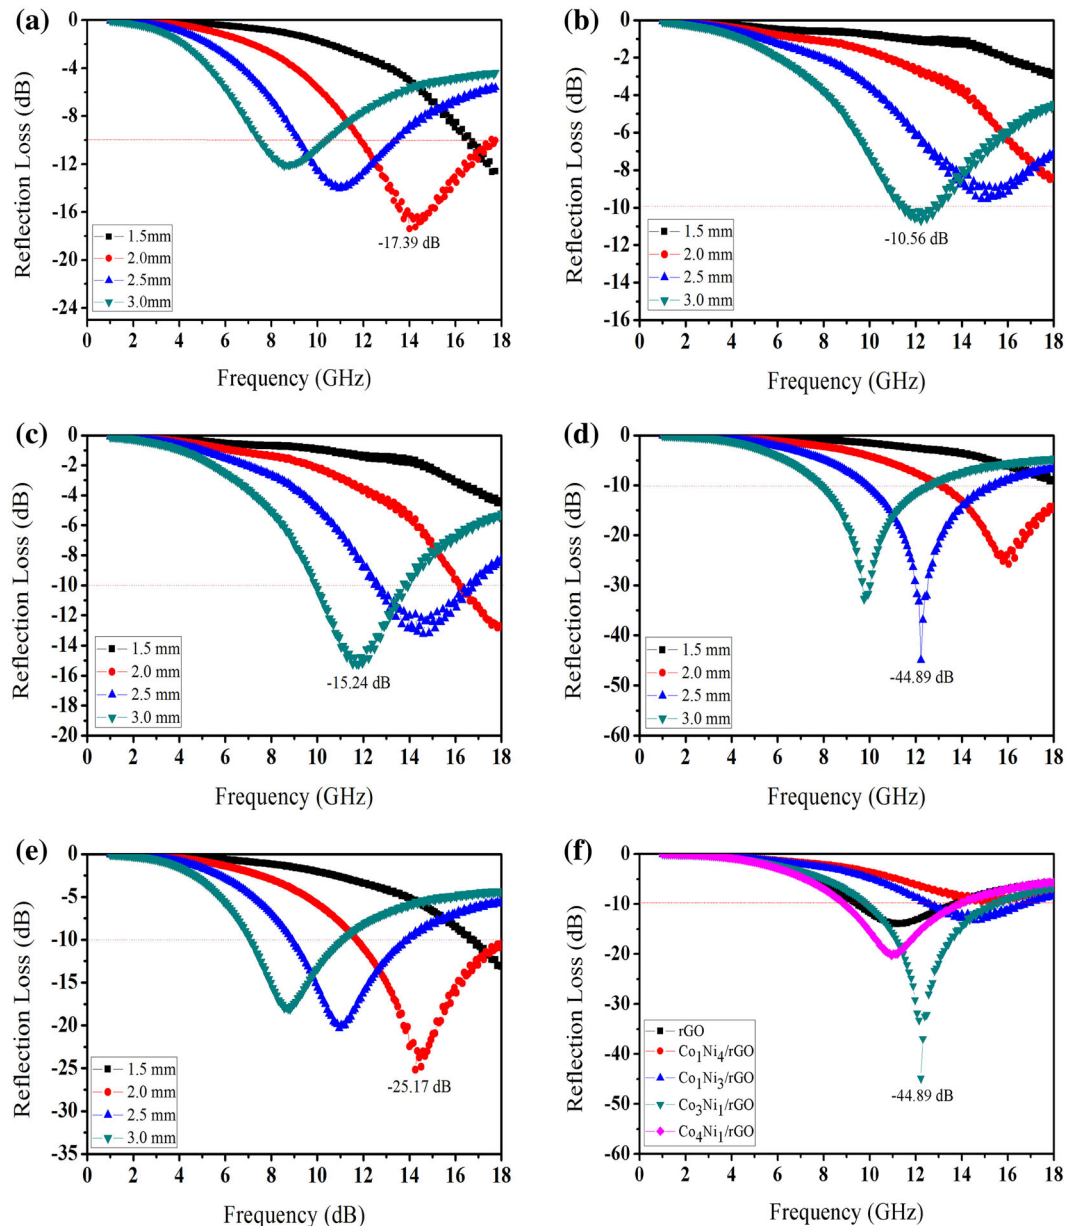 (a)
0
-4
-8
-12
-16
-20
-24
Reflection Loss (dB)
-17.39 dB
1.5mm
2.0mm
2.5mm
3.0mm
0 2 4 6 8 10 12 14 16 18
Frequency (GHz)
(b)
0
-2
-4
-6
-8
-10
-12
-14
-16
Reflection Loss (dB)
-10.56 dB
1.5 mm
2.0 mm
2.5 mm
3.0 mm
0 2 4 6 8 10 12 14 16 18
Frequency (GHz)
(c)
0
-2
-4
-6
-8
-10
-12
-14
-16
-18
-20
Reflection Loss (dB)
-15.24 dB
1.5 mm
2.0 mm
2.5 mm
3.0 mm
0 2 4 6 8 10 12 14 16 18
Frequency (GHz)
(d)
0
-10
-20
-30
-40
-50
-60
Reflection Loss (dB)
-44.89 dB
1.5 mm
2.0 mm
2.5 mm
3.0 mm
0 2 4 6 8 10 12 14 16 18
Frequency (GHz)
(e)
0
-5
-10
-15
-20
-25
-30
-35
Reflection Loss (dB)
-25.17 dB
1.5 mm
2.0 mm
2.5 mm
3.0 mm
0 2 4 6 8 10 12 14 16 18
Frequency (dB)
(f)
0
-10
-20
-30
-40
-50
-60
Reflection Loss (dB)
rGO
Co₁Ni₄/rGO
Co₁Ni₃/rGO
Co₃Ni₁/rGO
Co₄Ni₁/rGO
-44.89 dB
0 2 4 6 8 10 12 14 16 18
Frequency (GHz)